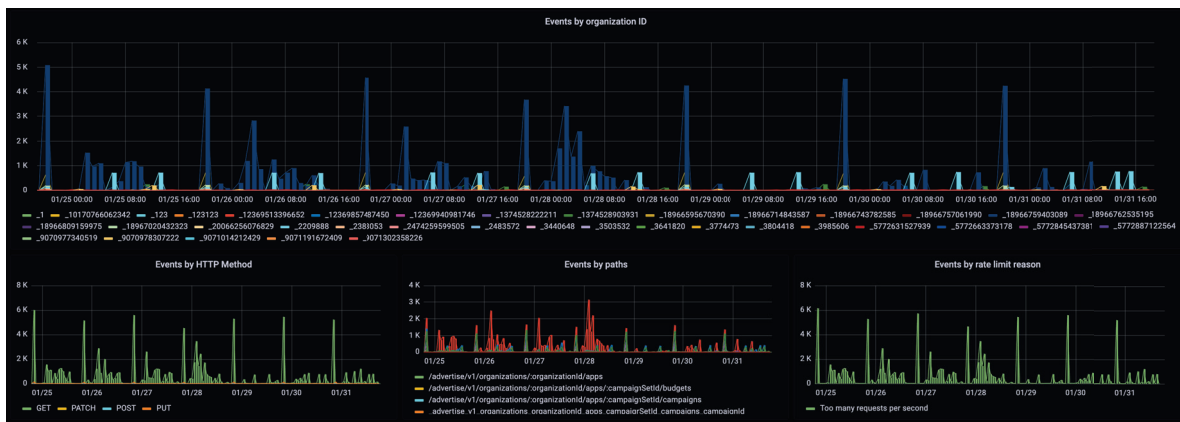 Events by organization ID
6 K
5 K
4 K
3 K
2 K
1 K
0
01/25 00:00 01/25 08:00 01/25 16:00 01/26 00:00 01/26 08:00 01/26 16:00 01/27 00:00 01/27 08:00 01/27 16:00 01/28 00:00 01/28 08:00 01/28 16:00 01/29 00:00 01/29 08:00 01/29 16:00 01/30 00:00 01/30 08:00 01/30 16:00 01/31 00:00 01/31 08:00 01/31 16:00
_1 _10170766062342 _123 _123123 _12369513396652 _12369857487450 _12369940981746 _1374528222211 _1374528903931 _18966595670390 _18966714843587 _18966743782585 _18966757061990 _18966759403089 _18966762535195
_18966809159975 _18967020432323 _20066256076829 _2209888 _2381053 _2474259599505 _2483572 _3440648 _3503532 _3641820 _3774473 _3804418 _3985606 _5772631527939 _5772663373178 _5772845437381 _5772887122564
_9070977340519 _9070978307222 _9071014212429 _9071191672409 _9071302358226
Events by HTTP Method
8 K
6 K
4 K
2 K
0
01/25 01/26 01/27 01/28 01/29 01/30 01/31
GET PATCH POST PUT
Events by paths
4 K
3 K
2 K
1 K
0
01/25 01/26 01/27 01/28 01/29 01/30 01/31
/advertise/v1/organizations/:organizationId/apps
/advertise/v1/organizations/:organizationId/apps/:campaignSetId/budgets
/advertise/v1/organizations/:organizationId/apps/:campaignSetId/campaigns
Events by rate limit reason
8 K
6 K
4 K
2 K
0
01/25 01/26 01/27 01/28 01/29 01/30 01/31
Too many requests per second